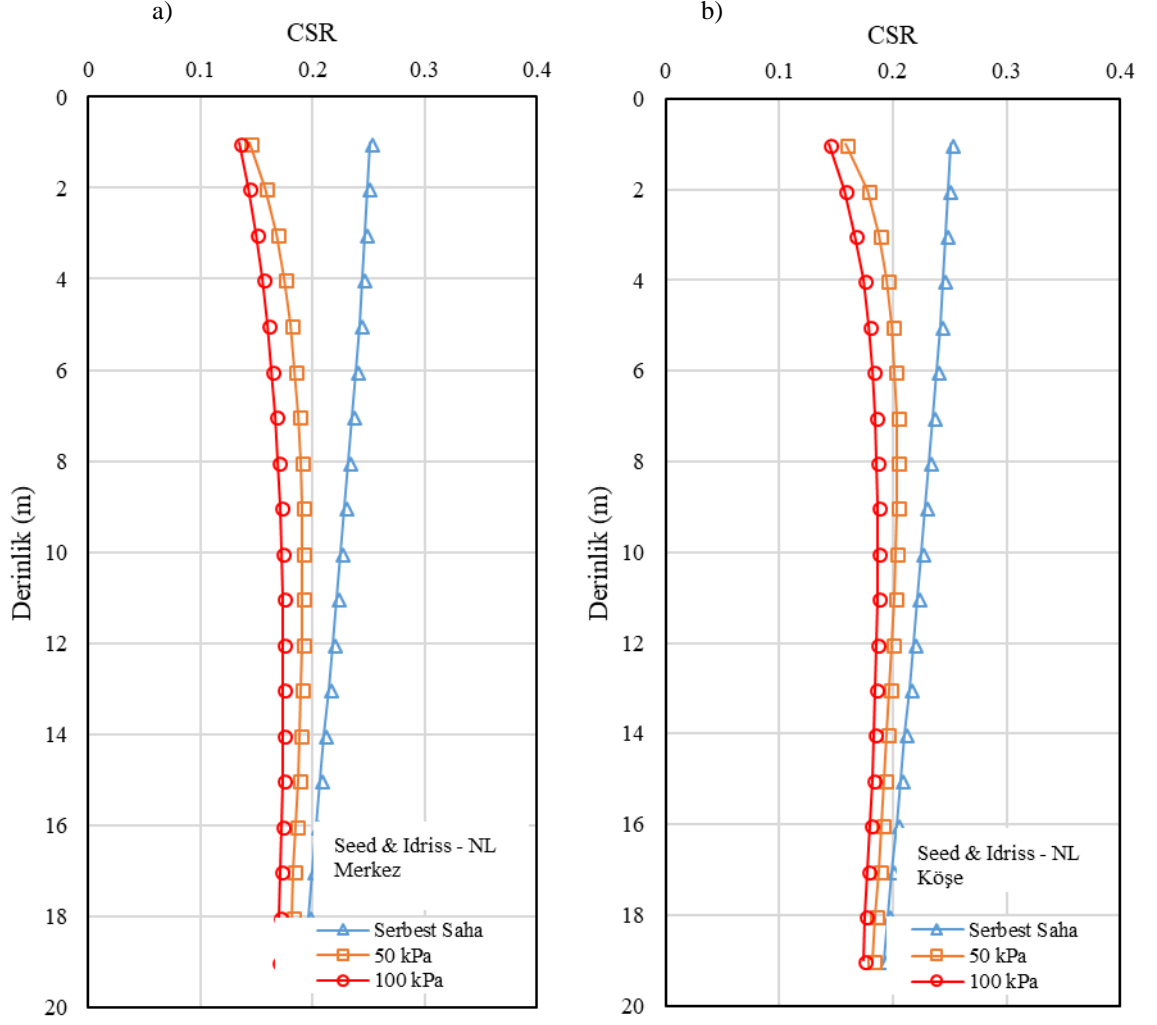 a)
CSR
0 0.1 0.2 0.3 0.4
0
2
4
6
8
10
12
14
16
18
20
Derinlik (m)
Seed & Idriss - NL
Merkez
Serbest Saha
50 kPa
100 kPa
b)
CSR
0 0.1 0.2 0.3 0.4
0
2
4
6
8
10
12
14
16
18
20
Derinlik (m)
Seed & Idriss - NL
Köşe
Serbest Saha
50 kPa
100 kPa